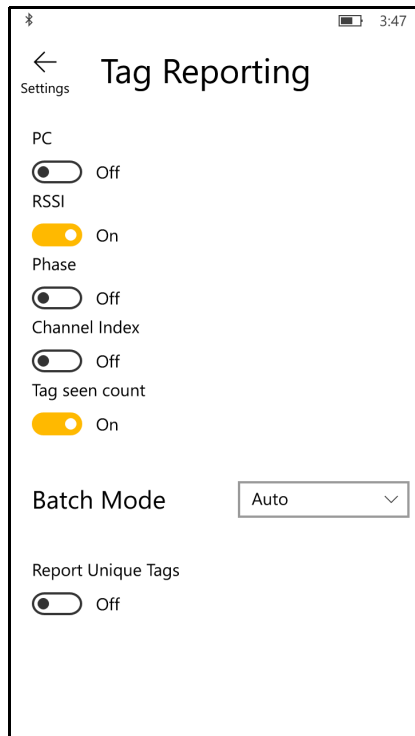 3:47
Settings
Tag Reporting
PC
Off
RSSI
On
Phase
Off
Channel Index
Off
Tag seen count
On
Batch Mode Auto
Report Unique Tags
Off